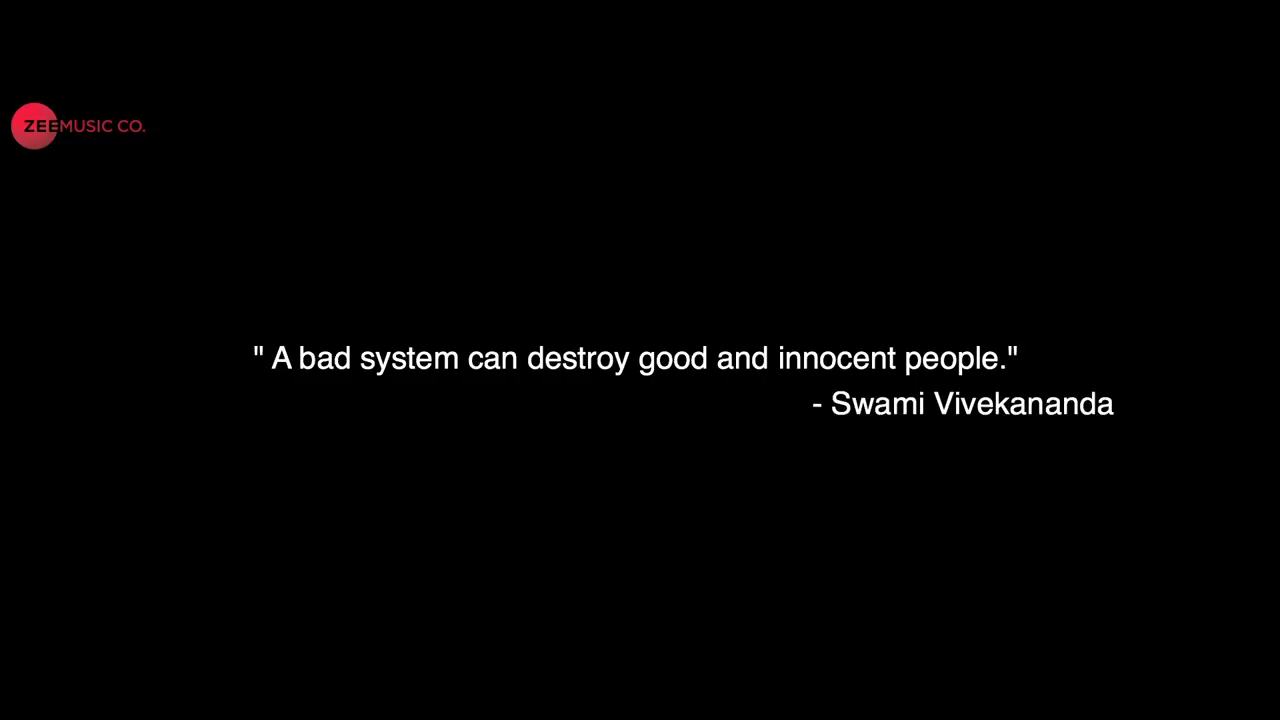 ZEEMUSIC CO.
" A bad system can destroy good and innocent people."
- Swami Vivekananda